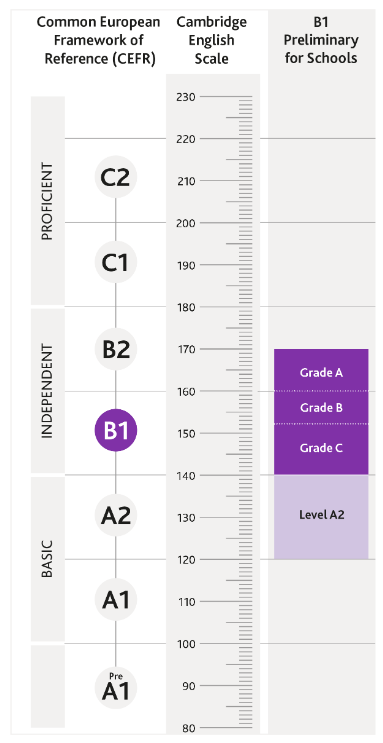 Common European
Framework of
Reference (CEFR)
Cambridge
English
Scale
B1
Preliminary
for Schools
PROFICIENT
INDEPENDENT
BASIC
C2
C1
B2
B1
A2
A1
Pre
A1
230
220
210
200
190
180
170
160
150
140
130
120
110
100
90
80
Grade A
Grade B
Grade C
Level A2